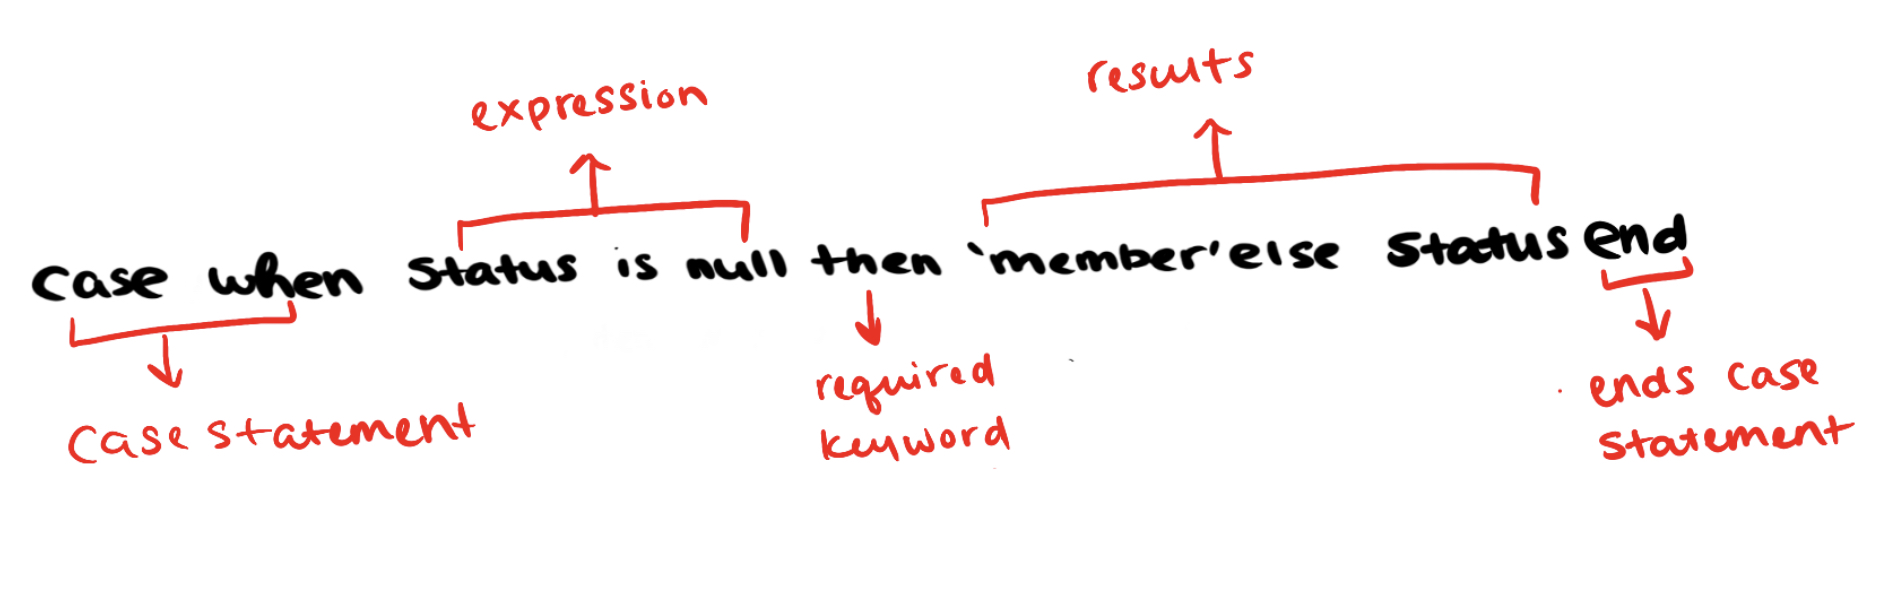 expression
results
case when status is null then 'member' else status end
case statement
required
keyword
ends case
statement